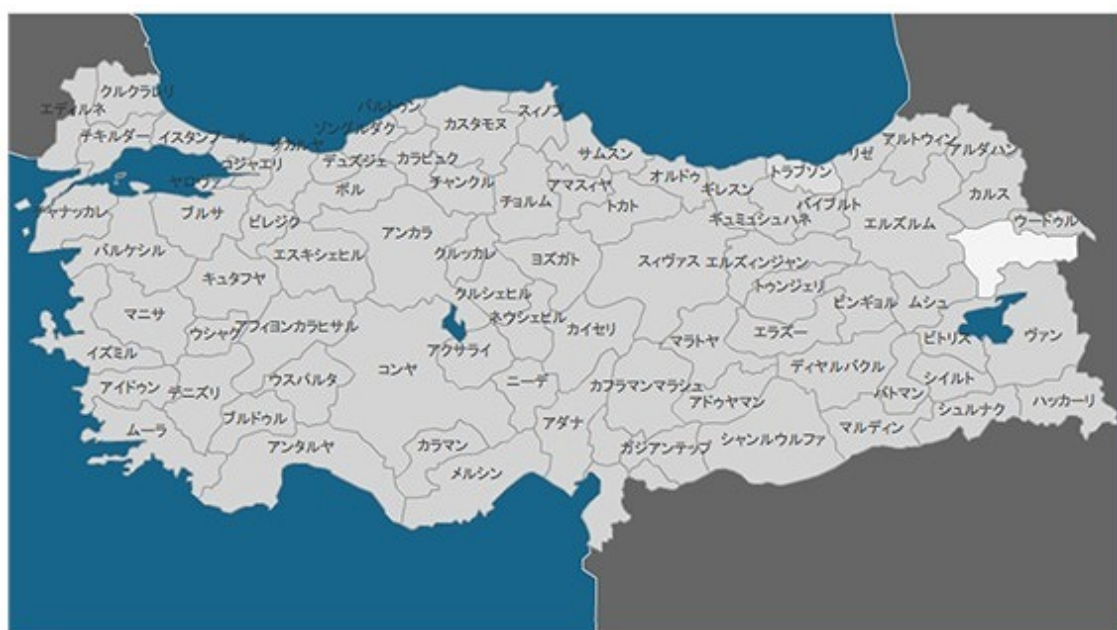 クルクラレリ
エディルネ
チキルダー
イスタンブール
サカルヤ
コジャエリ
ヤロヴァ
チャナッカレ
ブルサ
ビレジク
バルケシル
エスキシェヒル
キュタフヤ
マニサ
ウシャク
アフィヨンカラヒサル
イズミル
アイドゥン
デニズリ
ウスパルタ
ムーラ
ブルドゥル
アンタルヤ
バルトゥン
ゾングルダク
デュズジェ
カラビュク
カスタモヌ
スィノプ
ボル
チャンクル
チョルム
アンカラ
クルッカレ
ヨズガト
クルシェヒル
ネウシェヒル
アクサライ
コンヤ
カイセリ
ニーデ
カラマン
メルシン
アダナ
サムスン
アマスィヤ
トカト
オルドゥ
ギレスン
トラブソン
リゼ
アルトウィン
アルダハン
カルス
ウードゥル
ギュミュシュハネ
バイブルト
エルズルム
スィヴァス
エルズィンジャン
トゥンジェリ
ビンギョル
ムシュ
マラトヤ
エラズー
ビトリス
ヴァン
ディヤルバクル
カフラマンマラシュ
アドゥヤマン
バトマン
シイルト
シュルナク
ハッカーリ
ガジアンテップ
シャンルウルファ
マルディン